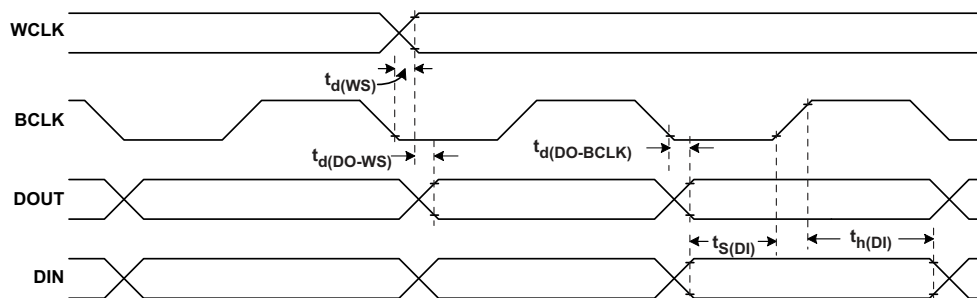 WCLK
td(WS)
BCLK
td(DO-WS)
td(DO-BCLK)
DOUT
tS(DI)
th(DI)
DIN